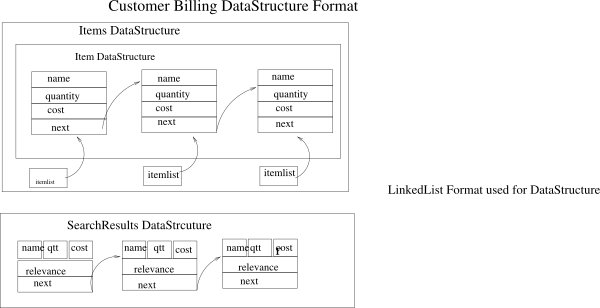 Customer Billing DataStructure Format
Items DataStructure
Item DataStructure
name name name
quantity quantity quantity
cost cost cost
next next next
itemlist itemlist itemlist
LinkedList Format used for DataStructure
SearchResults DataStrcuture
name qtt cost name qtt cost name qtt cost
relevance relevance relevance
next next next